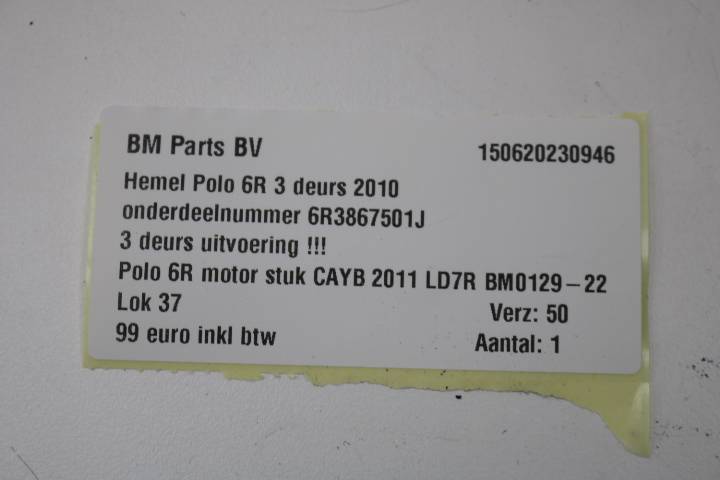 BM Parts BV 150620230946
Hemel Polo 6R 3 deurs 2010
onderdeelnummer 6R3867501J
3 deurs uitvoering !!!
Polo 6R motor stuk CAYB 2011 LD7R BM0129-22
Lok 37 Verz: 50
99 euro inkl btw Aantal: 1